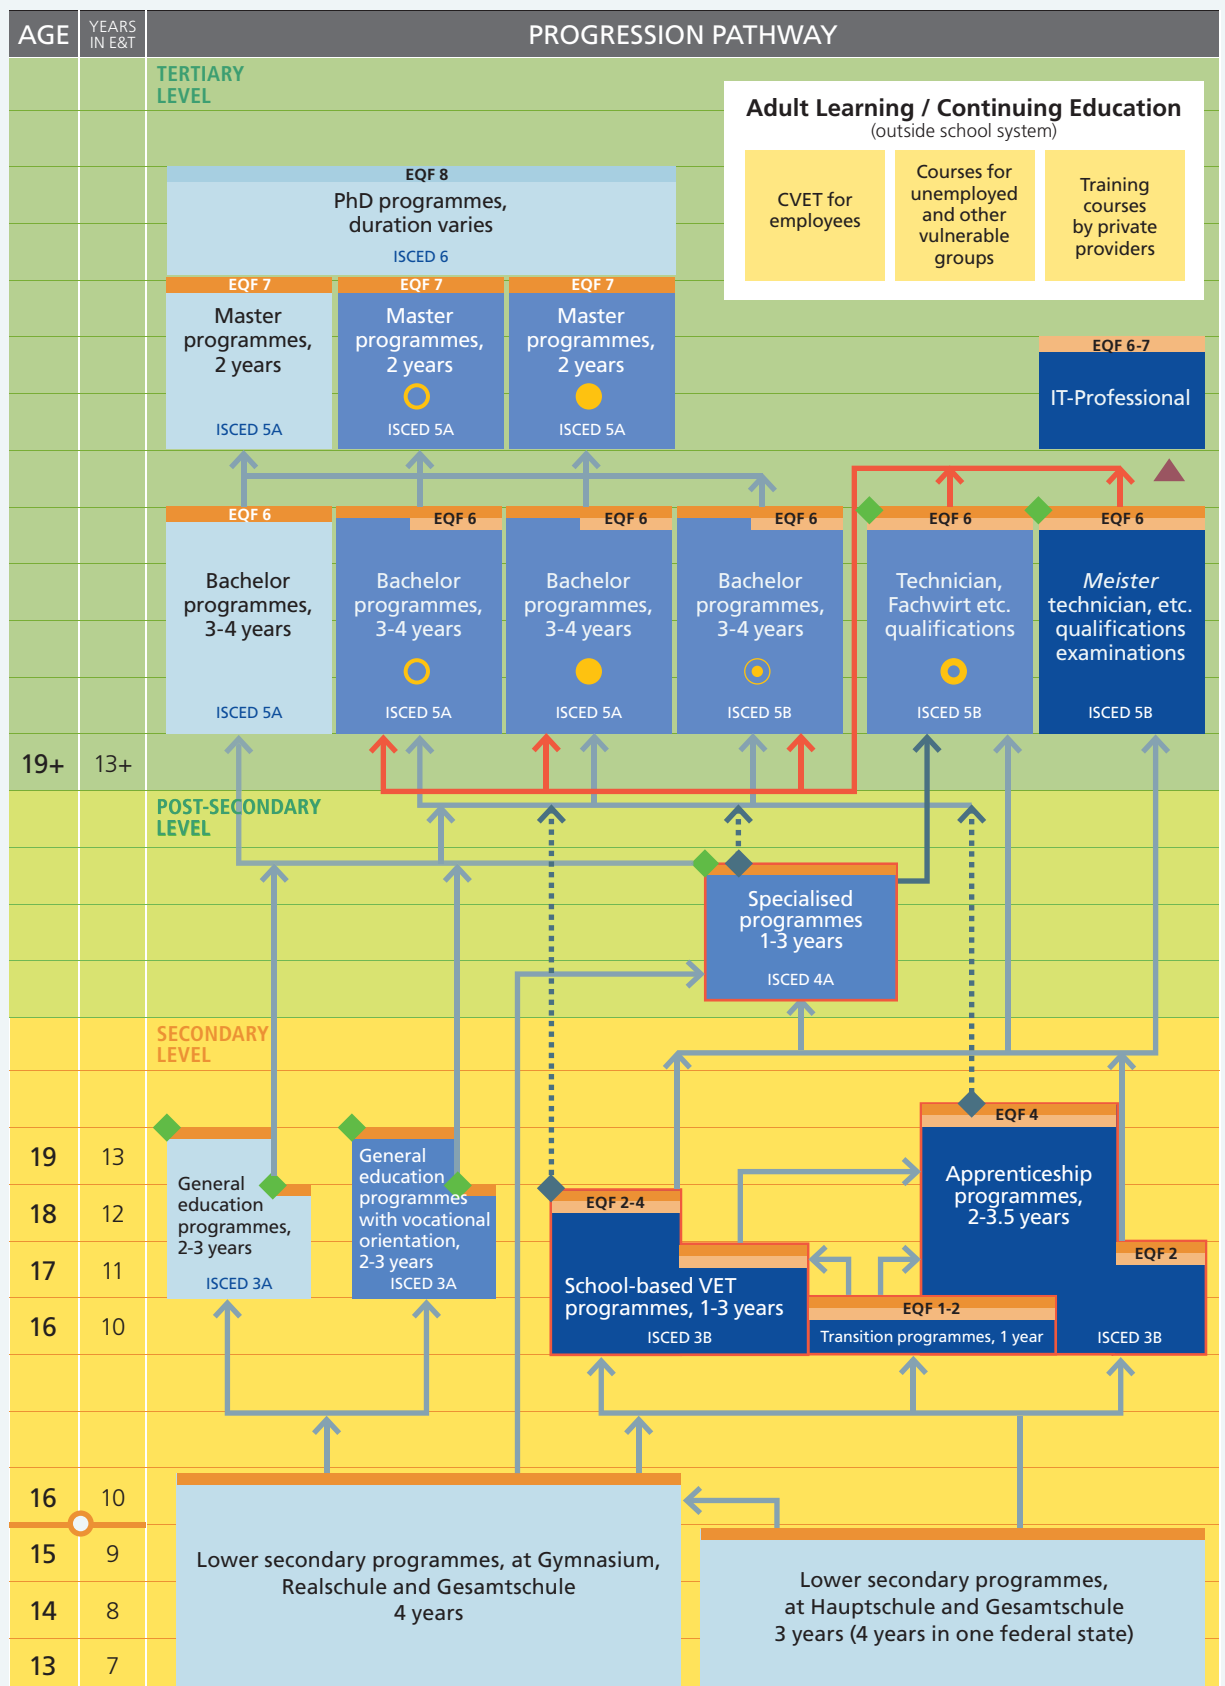 AGE
YEARS
IN E&T
PROGRESSION PATHWAY
TERTIARY
LEVEL
Adult Learning / Continuing Education
(outside school system)
CVET for
employees
Courses for
unemployed
and other
vulnerable
groups
Training
courses
by private
providers
EQF 8
PhD programmes,
duration varies
ISCED 6
EQF 7
Master
programmes,
2 years
ISCED 5A
EQF 7
Master
programmes,
2 years
ISCED 5A
EQF 7
Master
programmes,
2 years
ISCED 5A
EQF 6-7
IT-Professional
EQF 6
Bachelor
programmes,
3-4 years
ISCED 5A
EQF 6
Bachelor
programmes,
3-4 years
ISCED 5A
EQF 6
Bachelor
programmes,
3-4 years
ISCED 5A
EQF 6
Bachelor
programmes,
3-4 years
ISCED 5B
EQF 6
Technician,
Fachwirt etc.
qualifications
ISCED 5B
EQF 6
Meister
technician, etc.
qualifications
examinations
ISCED 5B
19+
13+
POST-SECONDARY
LEVEL
Specialised
programmes
1-3 years
ISCED 4A
SECONDARY
LEVEL
19
13
18
12
17
11
16
10
General
education
programmes,
2-3 years
ISCED 3A
General
education
programmes
with vocational
orientation,
2-3 years
ISCED 3A
EQF 2-4
School-based VET
programmes, 1-3 years
ISCED 3B
EQF 4
Apprenticeship
programmes,
2-3.5 years
EQF 2
EQF 1-2
Transition programmes, 1 year
ISCED 3B
16
10
15
9
14
8
13
7
Lower secondary programmes, at Gymnasium,
Realschule and Gesamtschule
4 years
Lower secondary programmes,
at Hauptschule and Gesamtschule
3 years (4 years in one federal state)